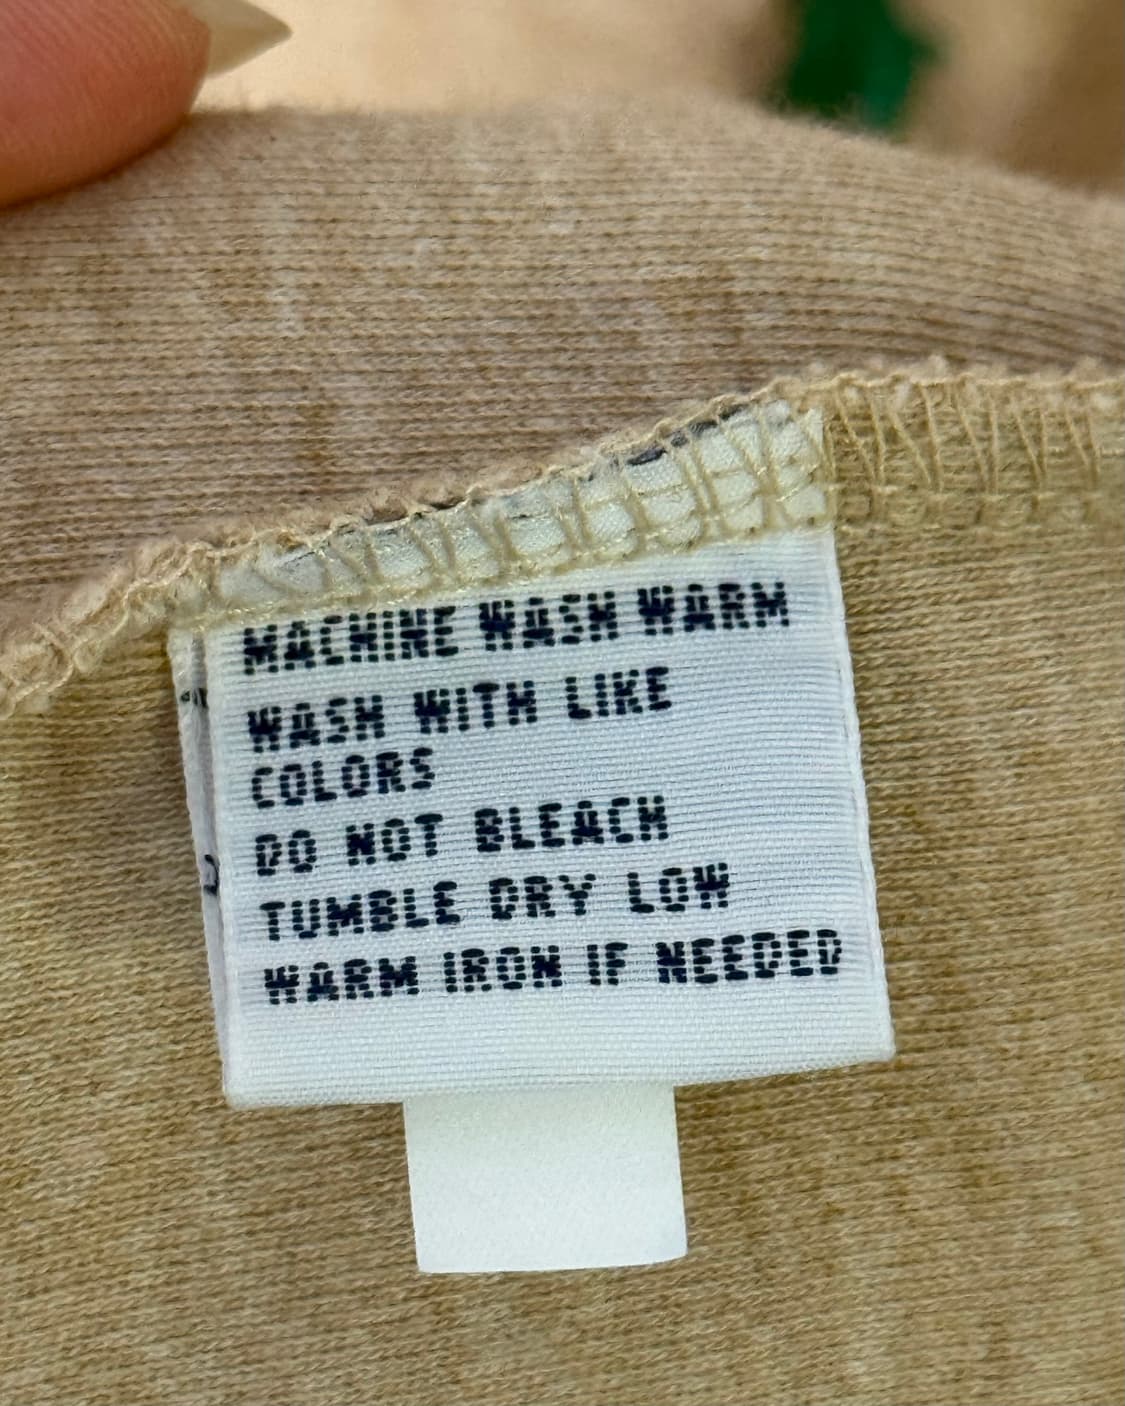 MACHINE WASH WARM
WASH WITH LIKE
COLORS
DO NOT BLEACH
TUMBLE DRY LOW
WARM IRON IF NEEDED